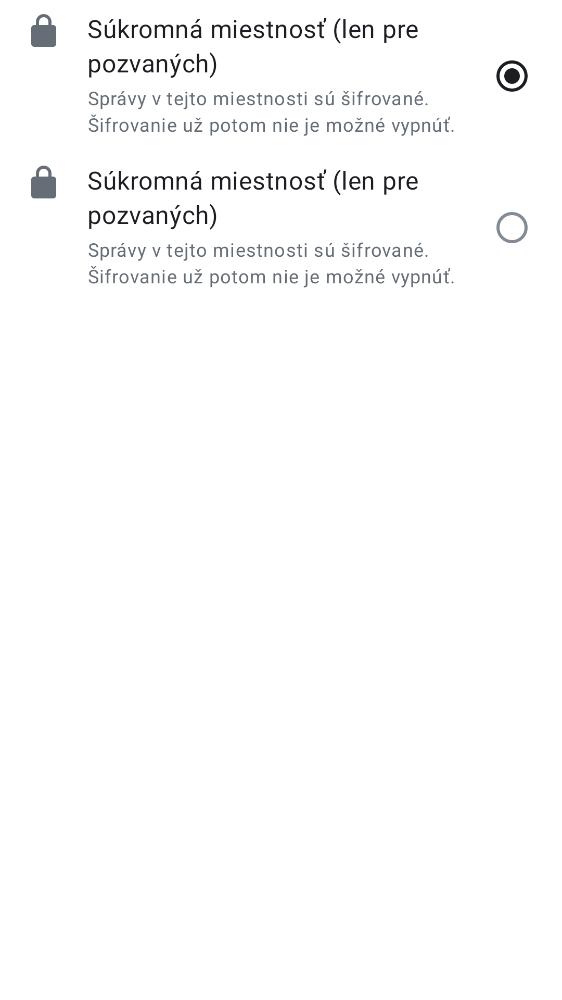 Súkromná miestnosť (len pre
pozvaných)
Správy v tejto miestnosti sú šifrované.
Šifrovanie už potom nie je možné vypnúť.
Súkromná miestnosť (len pre
pozvaných)
Správy v tejto miestnosti sú šifrované.
Šifrovanie už potom nie je možné vypnúť.